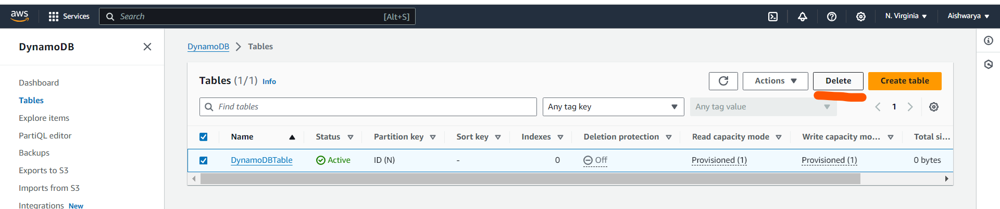 aws Services Search [Alt+S] N. Virginia Aishwarya
DynamoDB
Dashboard
Tables
Explore items
PartiQL editor
Backups
Exports to S3
Imports from S3
Integrations New
DynamoDB Tables
Tables (1/1) Info Actions Delete Create table
Find tables Any tag key Any tag value 1
Name Status Partition key Sort key Indexes Deletion protection Read capacity mode Write capacity mo... Total si...
DynamoDBTable Active ID (N) - 0 Off Provisioned (1) Provisioned (1) 0 bytes